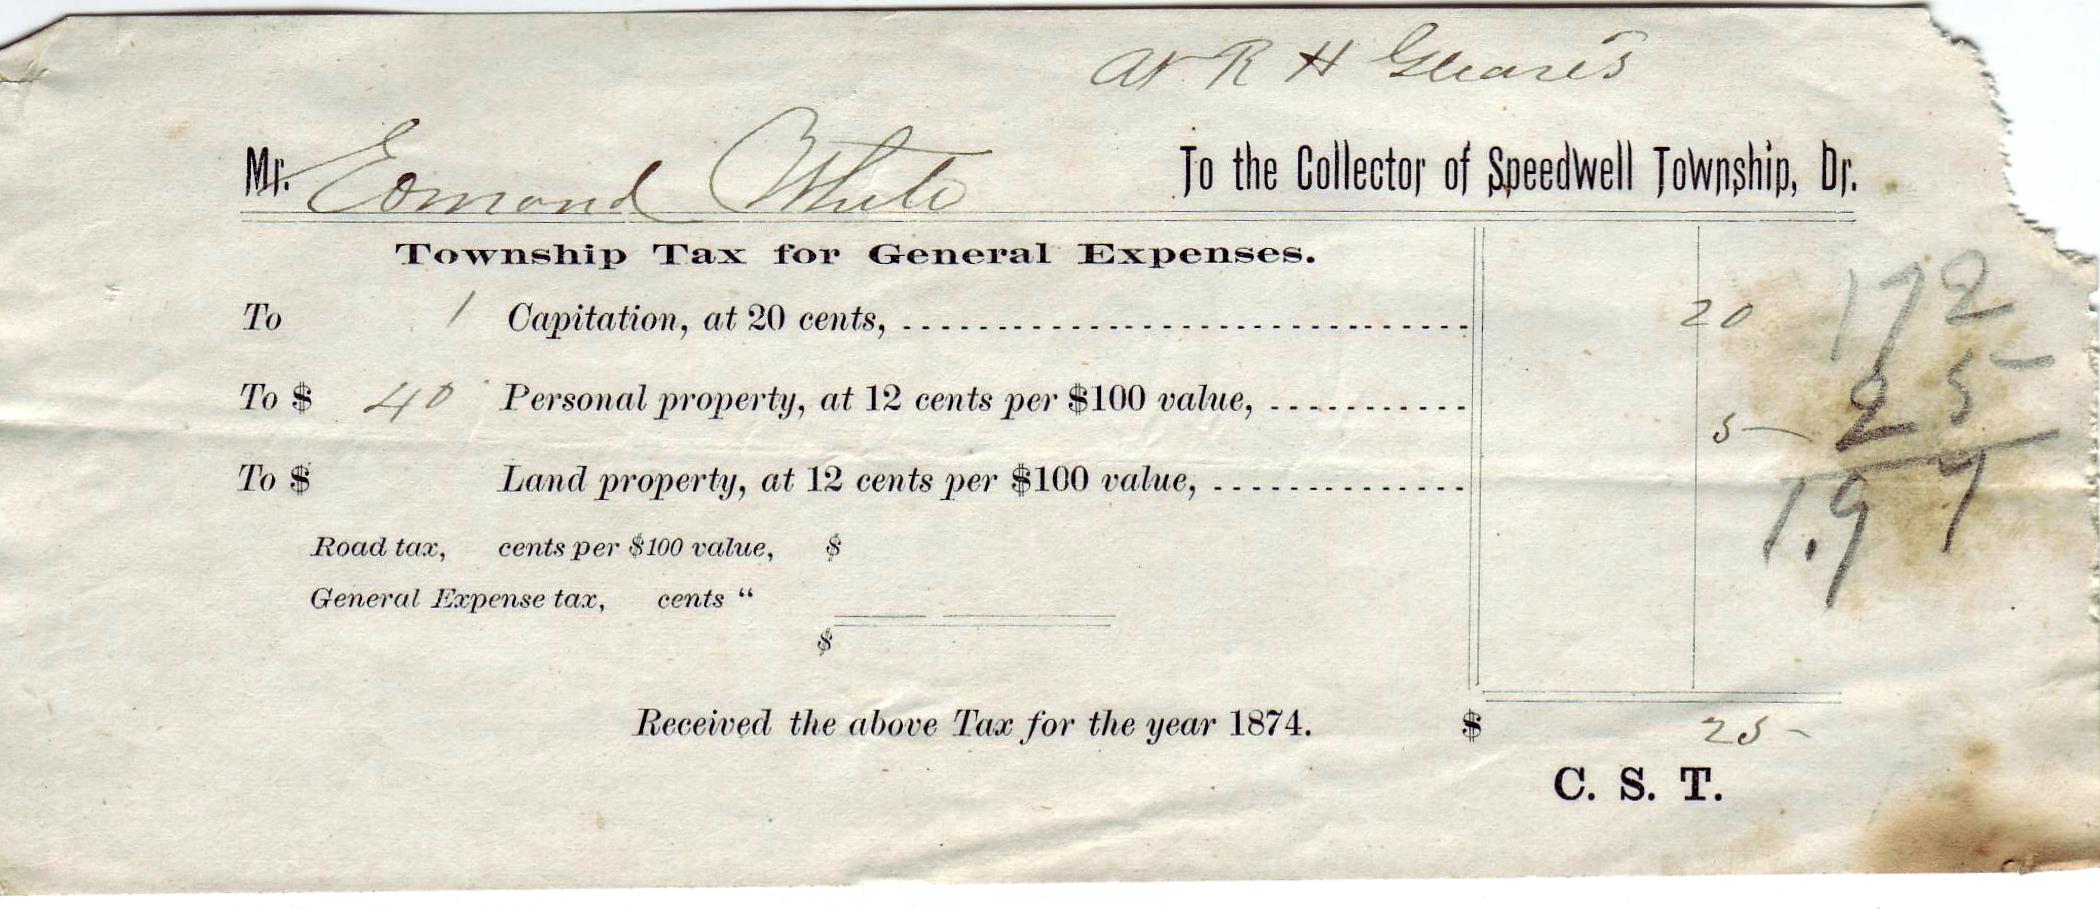 at R H
Mr. Edmond White To the Collector of Speedwell Township, Dr.
Township Tax for General Expenses.
To 1 Capitation, at 20 cents, 20
To $ 40 Personal property, at 12 cents per $100 value, 5
To $ Land property, at 12 cents per $100 value,
Road tax, cents per $100 value, $
General Expense tax, cents “
$
Received the above Tax for the year 1874. $ 25
C. S. T.
172
25
1.97